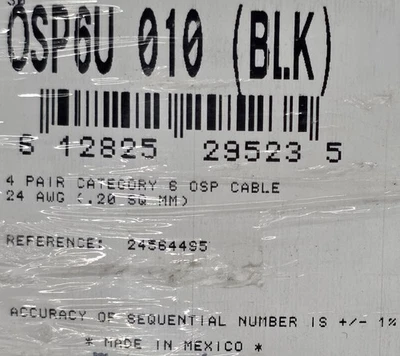 OSP6U 010 (BLK)
6 12825 29523 5
4 PAIR CATEGORY 6 OSP CABLE
24 AWG (.20 SQ MM)
REFERENCE: 24564495
ACCURACY OF SEQUENTIAL NUMBER IS +/- 1%
* MADE IN MEXICO *